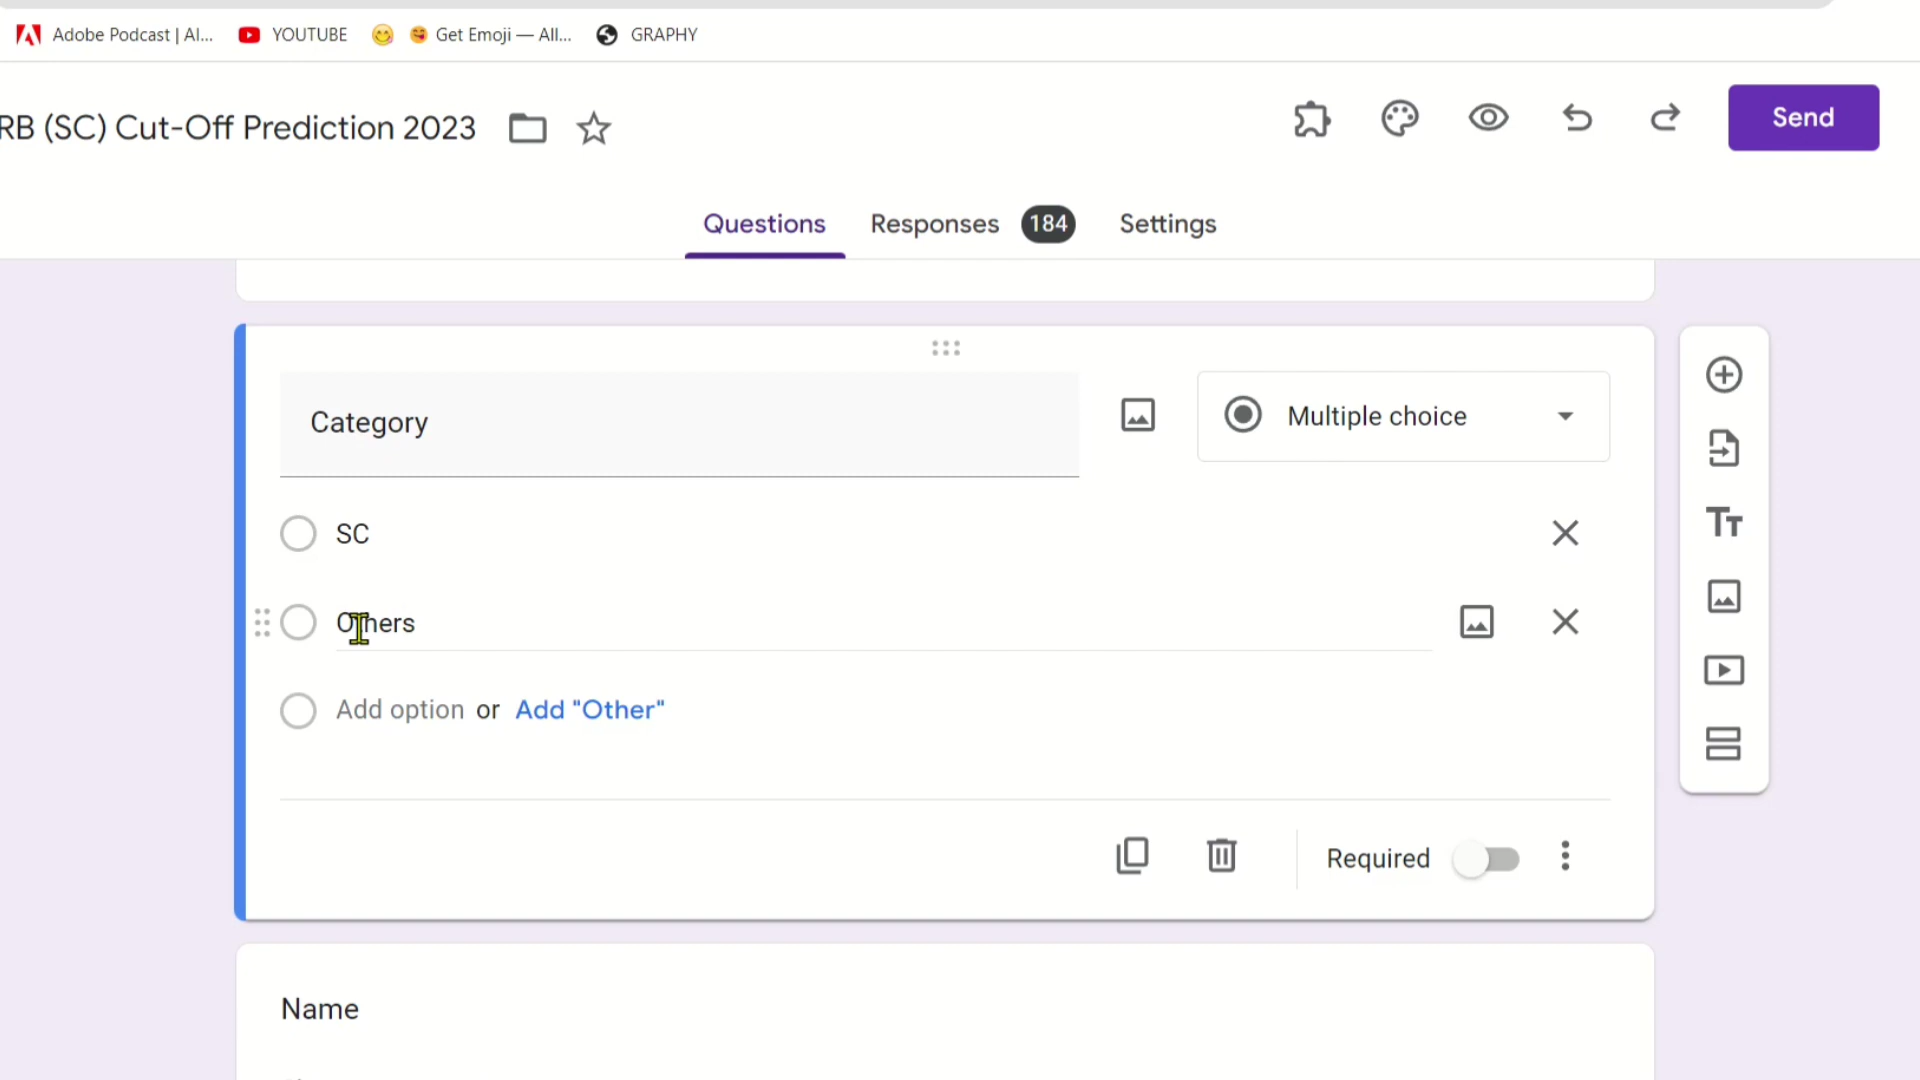 Adobe Podcast | AI... YOUTUBE Get Emoji — All... GRAPHY
RB (SC) Cut-Off Prediction 2023
Send
Questions Responses 184 Settings
Category
Multiple choice
SC
Others
Add option or Add "Other"
Required
Name